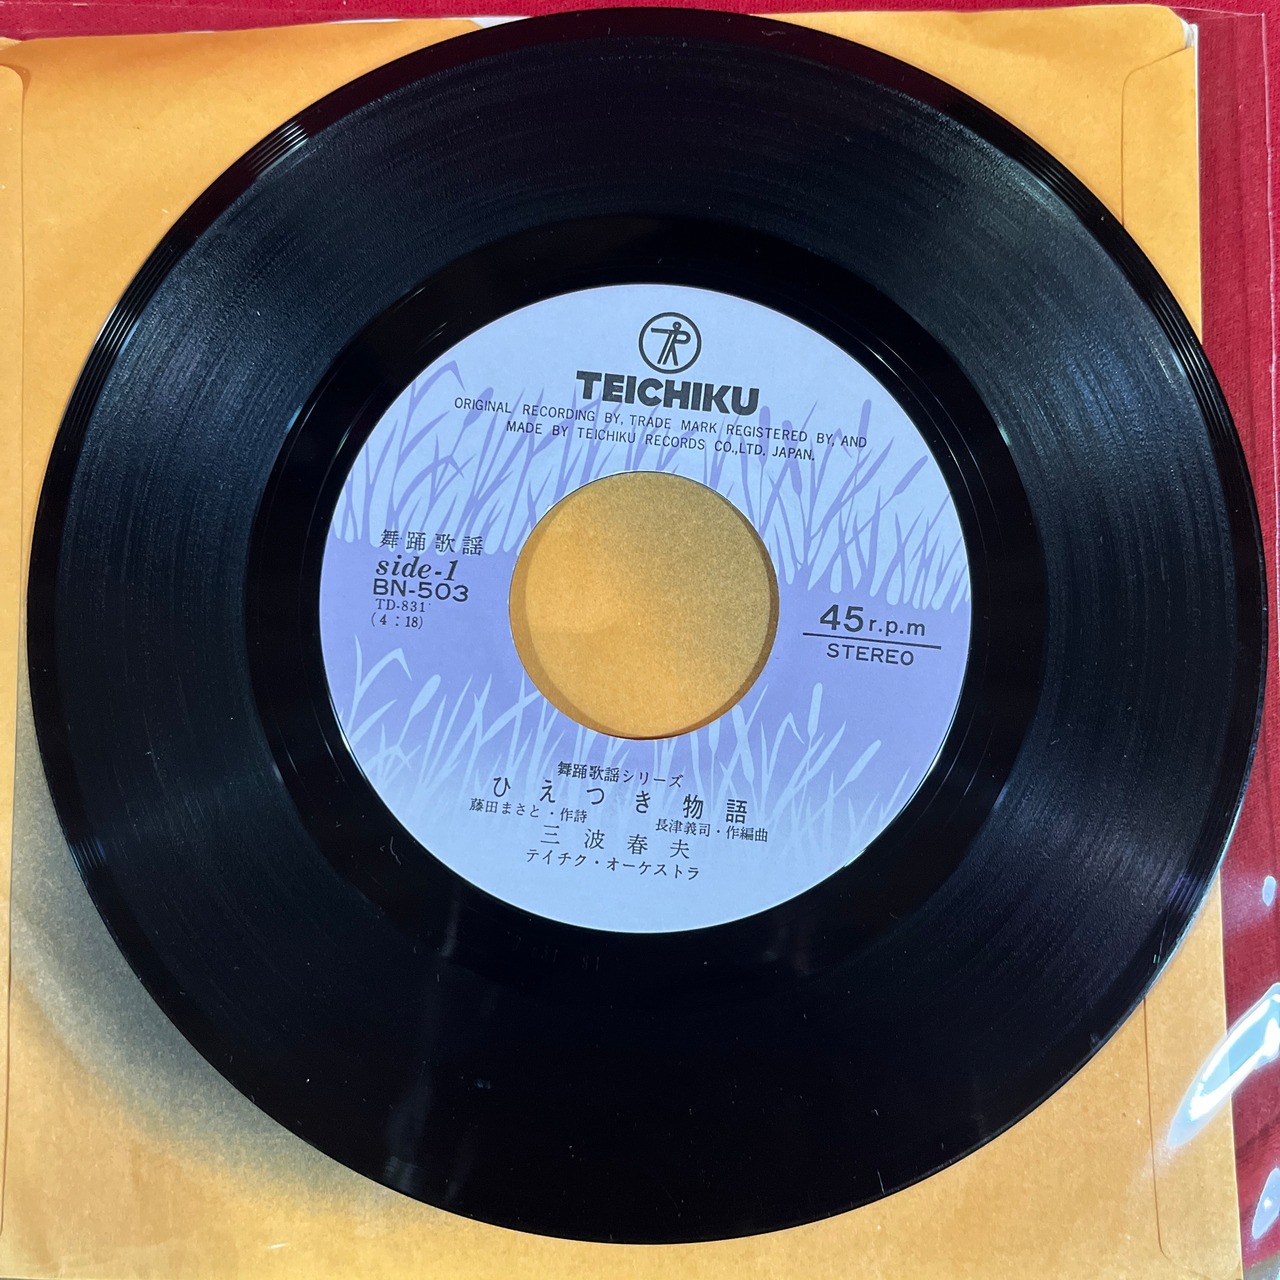 TEICHIKU
ORIGINAL RECORDING BY, TRADE MARK REGISTERED BY, AND
MADE BY TEICHIKU RECORDS CO.,LTD. JAPAN.
舞踊歌謡
side-1
BN-503
TD-831
(4:18)
45 r.p.m
STEREO
舞踊歌謡シリーズ
ひえつき物語
藤田まさと・作詩 長津義司・作編曲
三波春夫
テイチク・オーケストラ